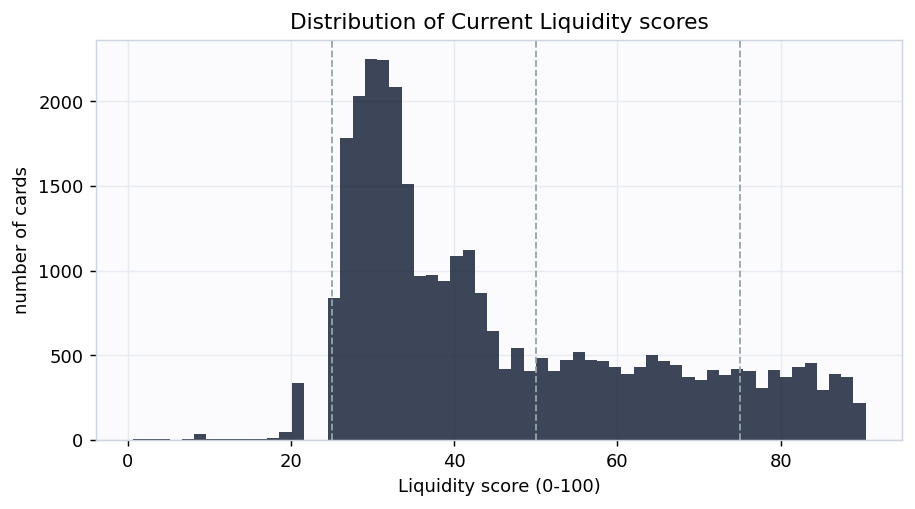 Distribution of Current Liquidity scores
number of cards
2000
1500
1000
500
0
0 20 40 60 80
Liquidity score (0-100)